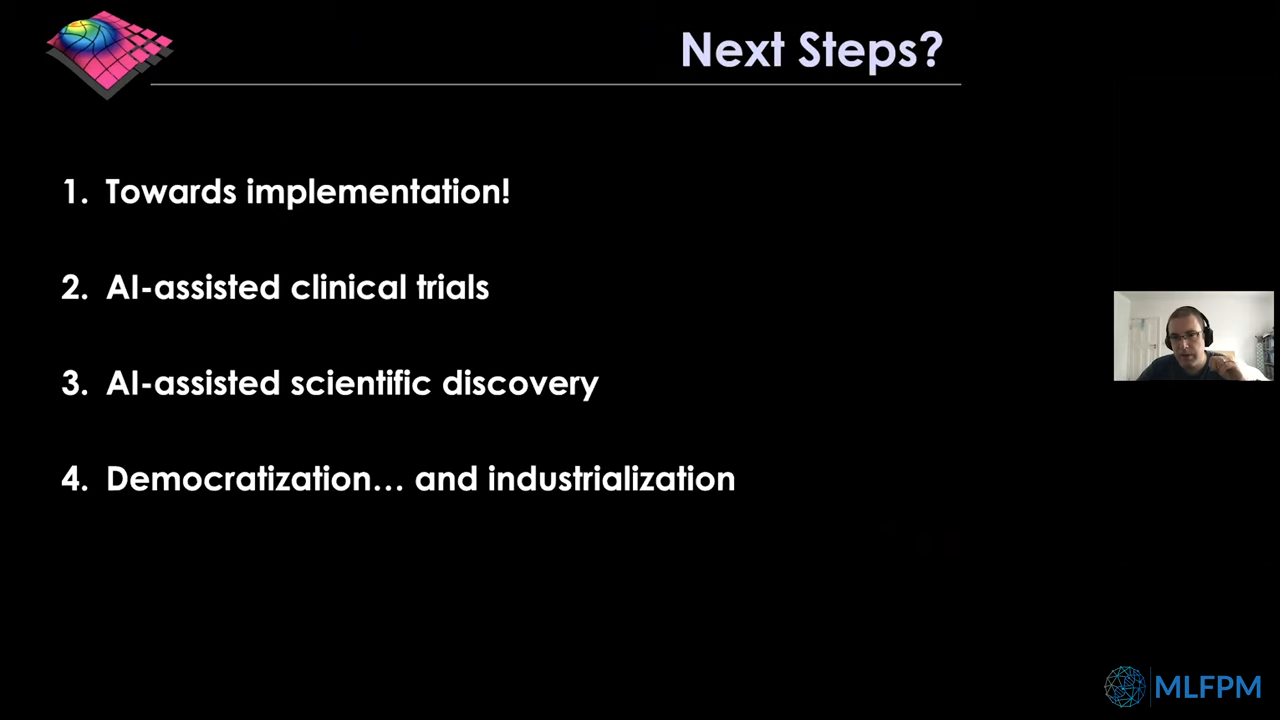 Next Steps?
1. Towards implementation!
2. AI-assisted clinical trials
3. AI-assisted scientific discovery
4. Democratization… and industrialization
MLFPM